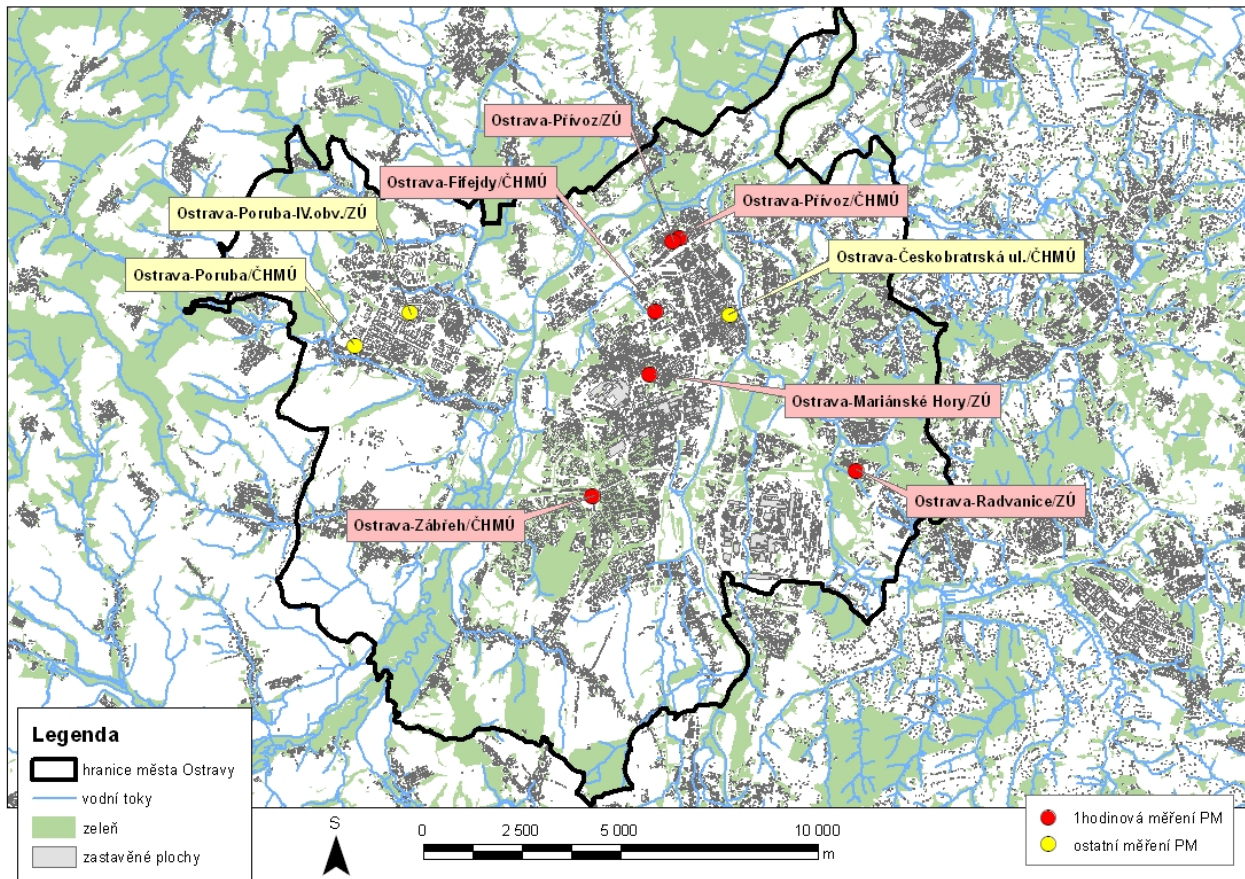 Ostrava-Přívoz/ZÚ
Ostrava-Fifejdy/ČHMÚ
Ostrava-Přívoz/ČHMÚ
Ostrava-Poruba-IV.obv./ZÚ
Ostrava-Českobratrská ul./ČHMÚ
Ostrava-Poruba/ČHMÚ
Ostrava-Mariánské Hory/ZÚ
Ostrava-Radvanice/ZÚ
Ostrava-Zábřeh/ČHMÚ
Legenda
hranice města Ostravy
vodní toky
zeleň
zastavěné plochy
S
0 2 500 5 000 10 000
m
1hodinová měření PM
ostatní měření PM